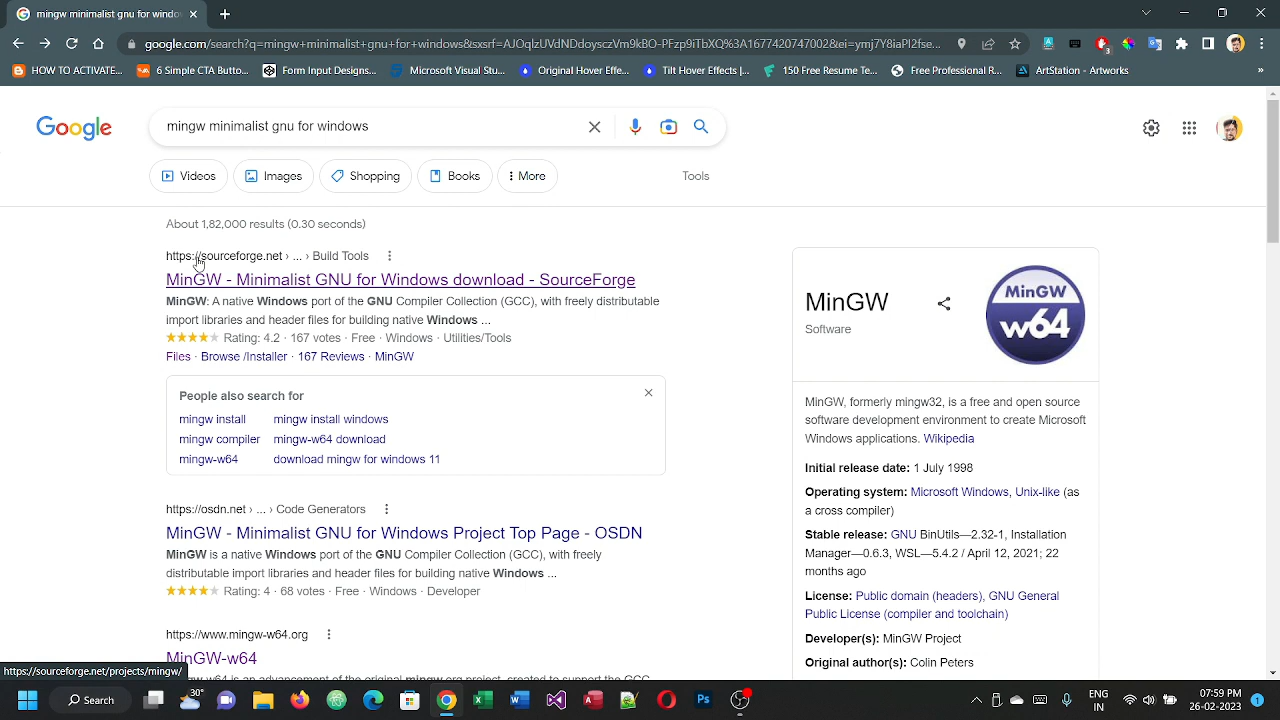 mingw minimalist gnu for windows
google.com/search?q=mingw+minimalist+gnu+for+windows&sxsrf=AJOqlzUVdNDdoyszVm9kBO-PFzp9iTbXQ%3A1677420747002&ei=ymj7Y8iaPI2fse...
HOW TO ACTIVATE...
6 Simple CTA Butto...
Form Input Designs...
Microsoft Visual Stu...
Original Hover Effe...
Tilt Hover Effects |...
150 Free Resume Te...
Free Professional R...
ArtStation - Artworks
»
Google
mingw minimalist gnu for windows
Videos
Images
Shopping
Books
More
Tools
About 1,82,000 results (0.30 seconds)
https://sourceforge.net › ... › Build Tools
MinGW - Minimalist GNU for Windows download - SourceForge
MinGW: A native Windows port of the GNU Compiler Collection (GCC), with freely distributable
import libraries and header files for building native Windows ...
Rating: 4.2 · 167 votes · Free · Windows · Utilities/Tools
Files · Browse /Installer · 167 Reviews · MinGW
People also search for
mingw install
mingw install windows
mingw compiler
mingw-w64 download
mingw-w64
download mingw for windows 11
https://osdn.net › ... › Code Generators
MinGW - Minimalist GNU for Windows Project Top Page - OSDN
MinGW is a native Windows port of the GNU Compiler Collection (GCC), with freely
distributable import libraries and header files for building native Windows ...
Rating: 4 · 68 votes · Free · Windows · Developer
https://www.mingw-w64.org
MinGW-w64
mingw-w64 is an advancement of the original mingw.org project, created to support the GCC
MinGW
Software
MinGW
w64
MinGW, formerly mingw32, is a free and open source
software development environment to create Microsoft
Windows applications. Wikipedia
Initial release date: 1 July 1998
Operating system: Microsoft Windows, Unix-like (as
a cross compiler)
Stable release: GNU BinUtils—2.32-1, Installation
Manager—0.6.3, WSL—5.4.2 / April 12, 2021; 22
months ago
License: Public domain (headers), GNU General
Public License (compiler and toolchain)
Developer(s): MinGW Project
Original author(s): Colin Peters
https://sourceforge.net/projects/mingw/
Search
30°
Ps
ENG
IN
07:59 PM
26-02-2023
1